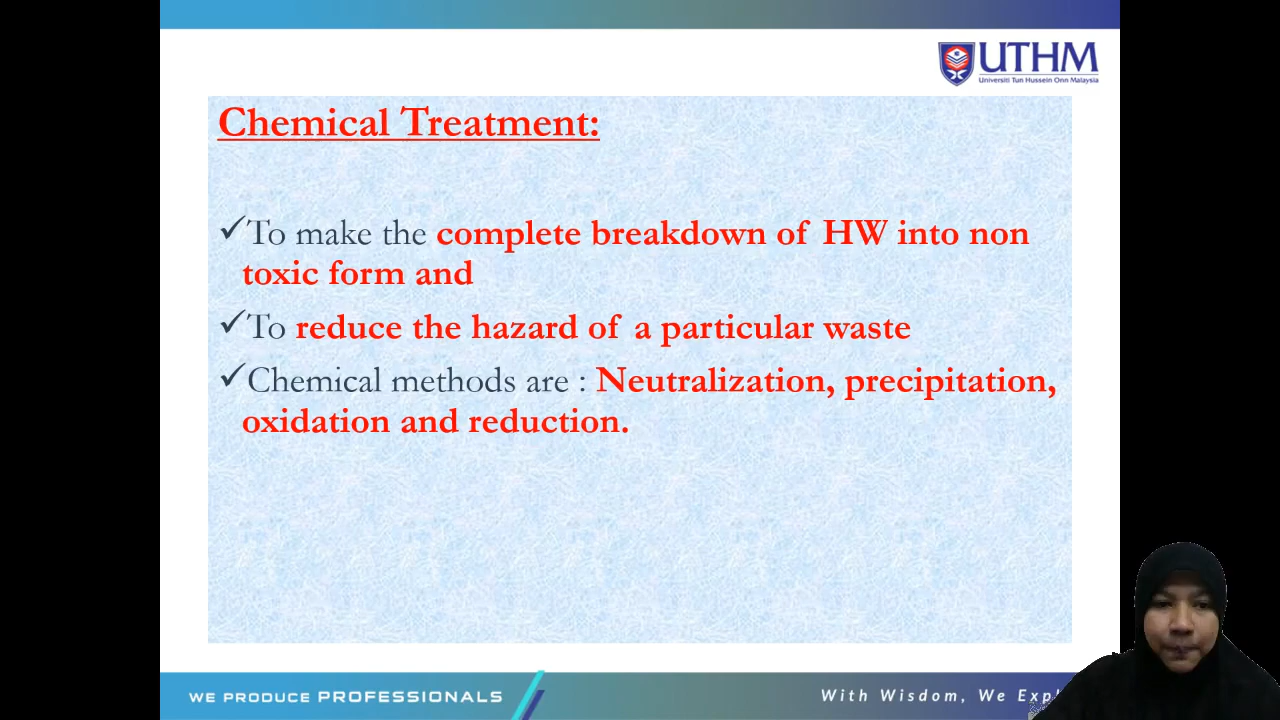 UTHM
Universiti Tun Hussein Onn Malaysia
Chemical Treatment:
✓To make the complete breakdown of HW into non
toxic form and
✓To reduce the hazard of a particular waste
✓Chemical methods are : Neutralization, precipitation,
oxidation and reduction.
WE PRODUCE PROFESSIONALS
With Wisdom, We